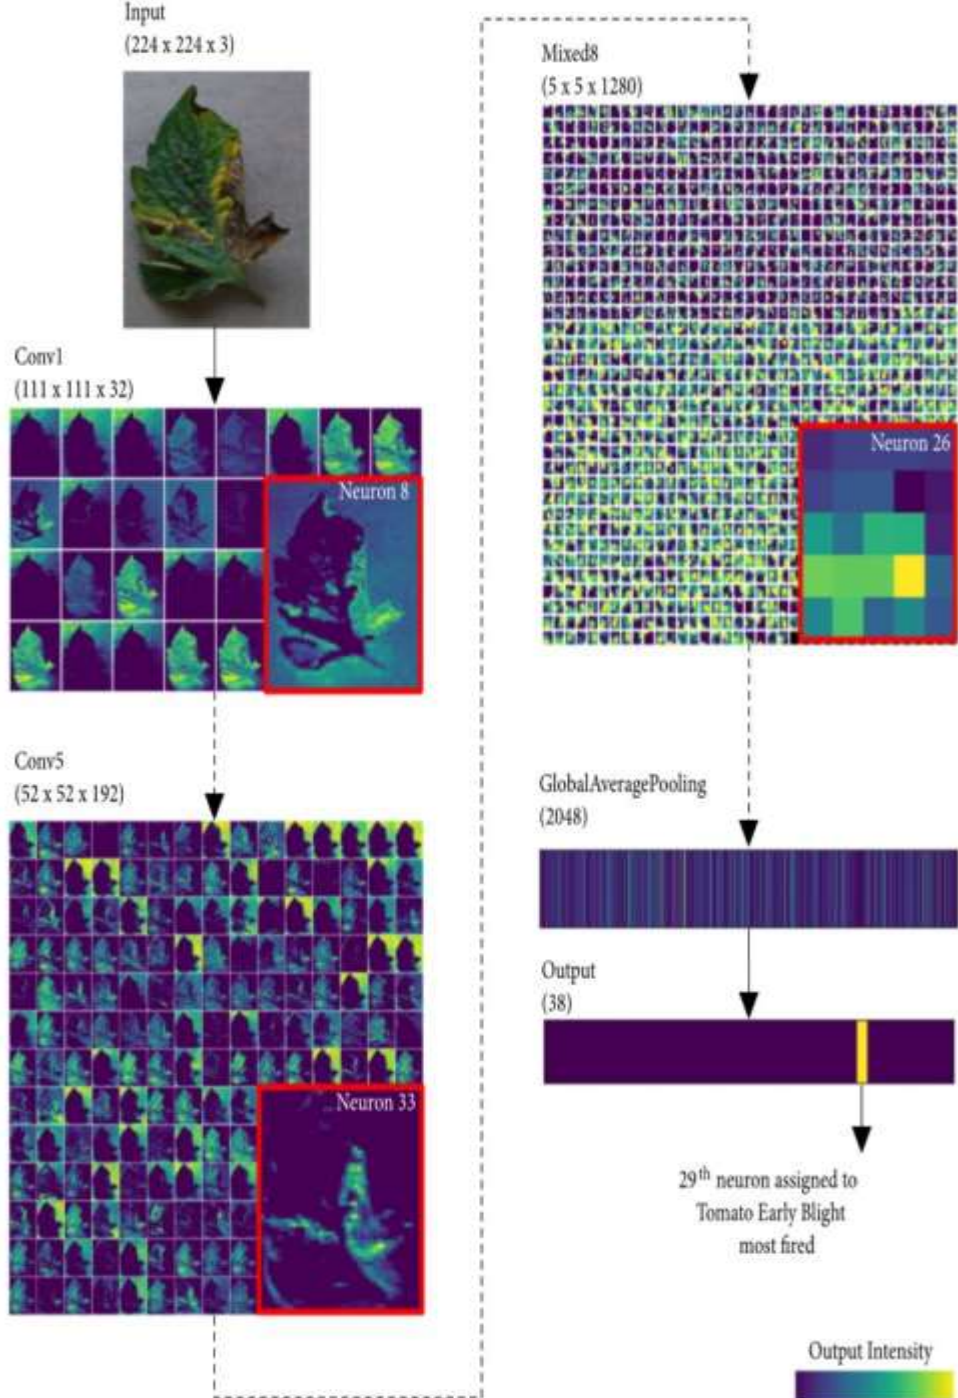 Input
(224 x 224 x 3)
Conv1
(111 x 111 x 32)
Neuron 8
Conv5
(52 x 52 x 192)
Neuron 33
Mixed8
(5 x 5 x 1280)
Neuron 26
GlobalAveragePooling
(2048)
Output
(38)
29th neuron assigned to
Tomato Early Blight
most fired
Output Intensity